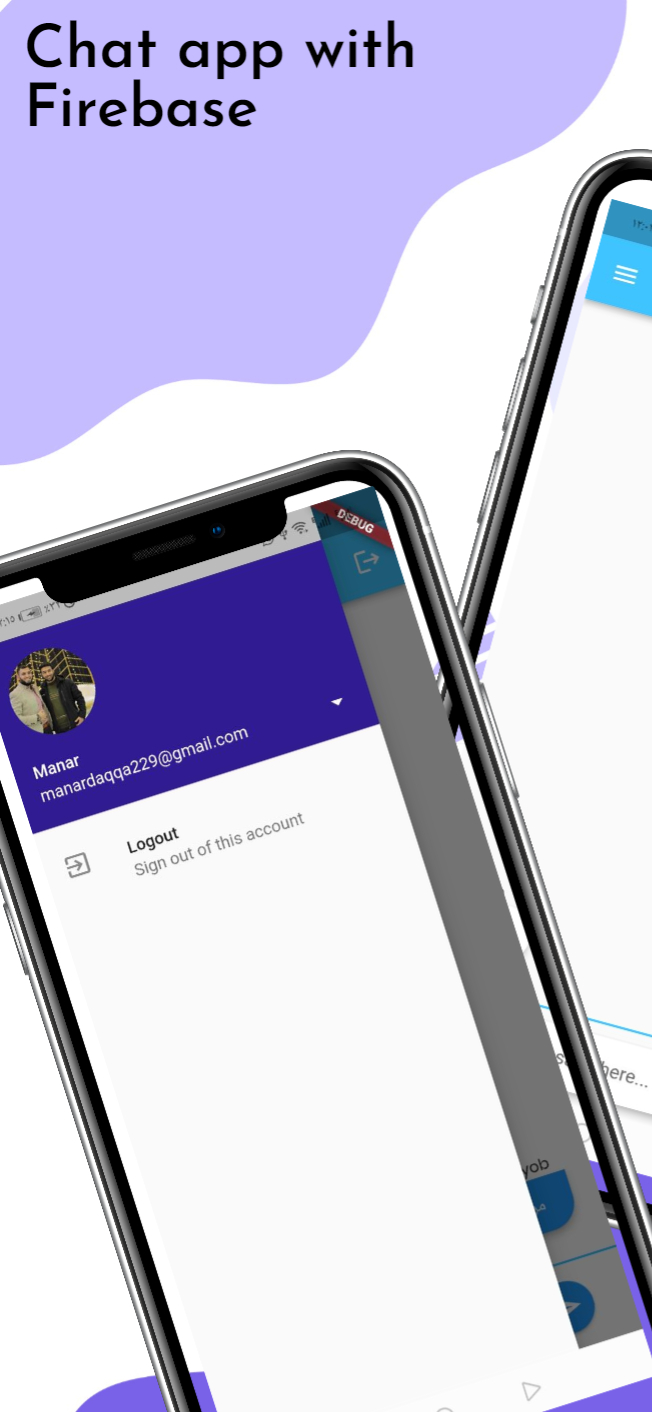 Chat app with
Firebase
DEBUG
Manar
manardaqqa229@gmail.com
Logout
Sign out of this account
here...
yob